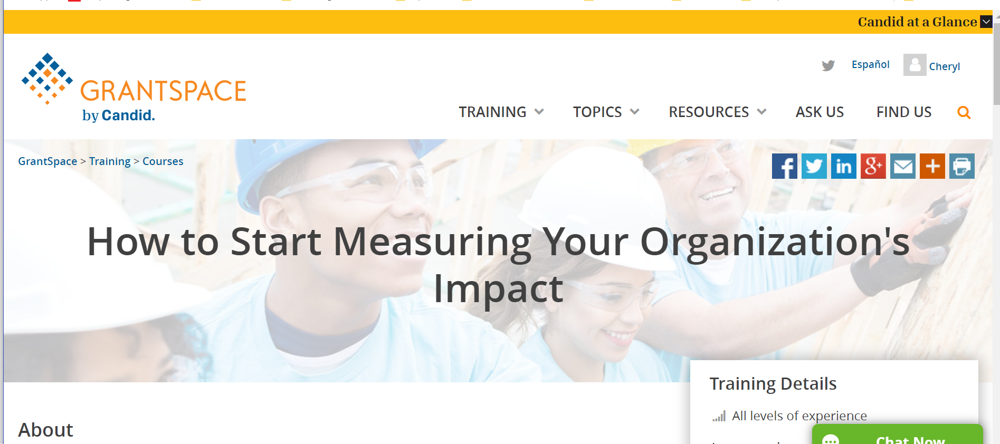 Candid at a Glance
Español
Cheryl
GRANTSPACE
by Candid.
TRAINING
TOPICS
RESOURCES
ASK US
FIND US
GrantSpace > Training > Courses
How to Start Measuring Your Organization's
Impact
Training Details
All levels of experience
About
Chat Now